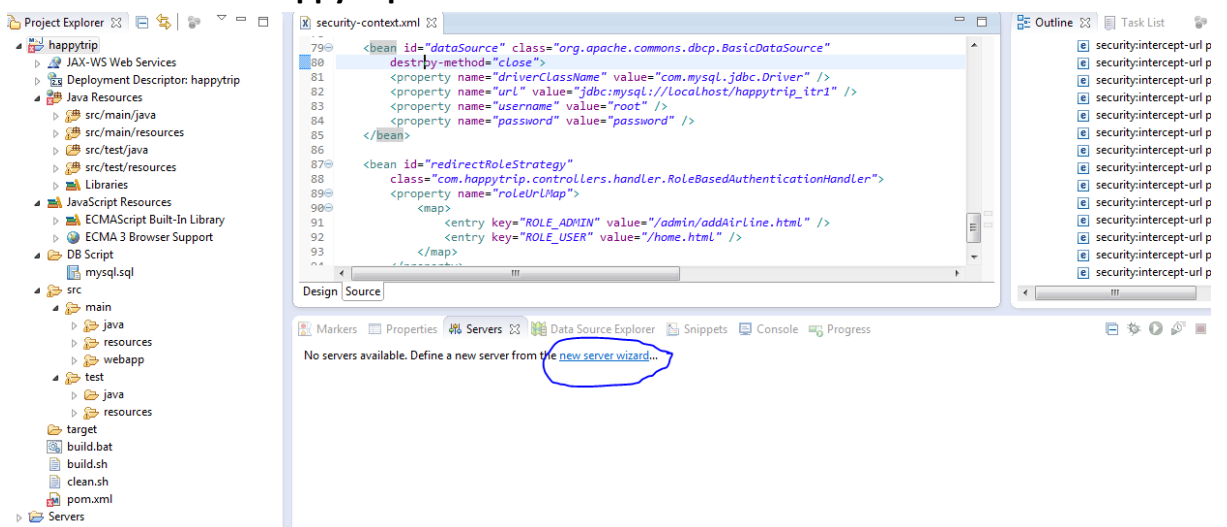 Project Explorer
happytrip
JAX-WS Web Services
Deployment Descriptor: happytrip
Java Resources
src/main/java
src/main/resources
src/test/java
src/test/resources
Libraries
JavaScript Resources
ECMAScript Built-In Library
ECMA 3 Browser Support
DB Script
mysql.sql
src
main
java
resources
webapp
test
java
resources
target
build.bat
build.sh
clean.sh
pom.xml
Servers
security-context.xml
79 <bean id="dataSource" class="org.apache.commons.dbcp.BasicDataSource"
80 destroy-method="close">
81 <property name="driverClassName" value="com.mysql.jdbc.Driver" />
82 <property name="url" value="jdbc:mysql://localhost/happytrip_itr1" />
83 <property name="username" value="root" />
84 <property name="password" value="password" />
85 </bean>
86
87 <bean id="redirectRoleStrategy"
88 class="com.happytrip.controllers.handler.RoleBasedAuthenticationHandler">
89 <property name="roleUrlMap">
90 <map>
91 <entry key="ROLE_ADMIN" value="/admin/addAirline.html" />
92 <entry key="ROLE_USER" value="/home.html" />
93 </map>
Design Source
Outline Task List
security:intercept-url p
security:intercept-url p
security:intercept-url p
security:intercept-url p
security:intercept-url p
security:intercept-url p
security:intercept-url p
security:intercept-url p
security:intercept-url p
security:intercept-url p
security:intercept-url p
security:intercept-url p
security:intercept-url p
security:intercept-url p
Markers Properties Servers Data Source Explorer Snippets Console Progress
No servers available. Define a new server from the new server wizard...